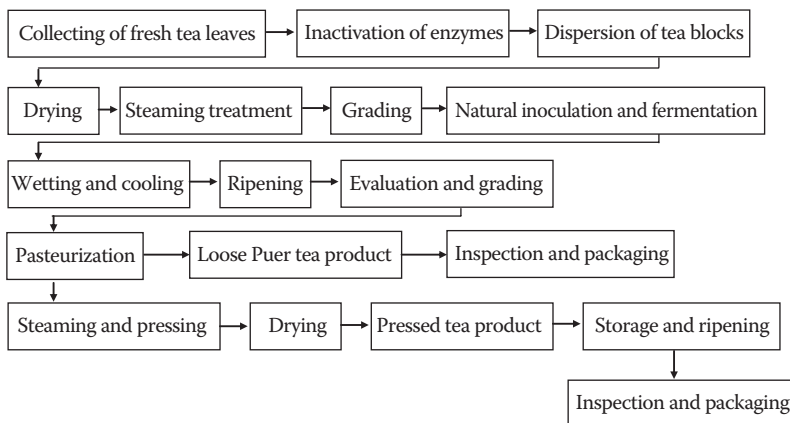 Collecting of fresh tea leaves
Inactivation of enzymes
Dispersion of tea blocks
Drying
Steaming treatment
Grading
Natural inoculation and fermentation
Wetting and cooling
Ripening
Evaluation and grading
Pasteurization
Loose Puer tea product
Inspection and packaging
Steaming and pressing
Drying
Pressed tea product
Storage and ripening
Inspection and packaging